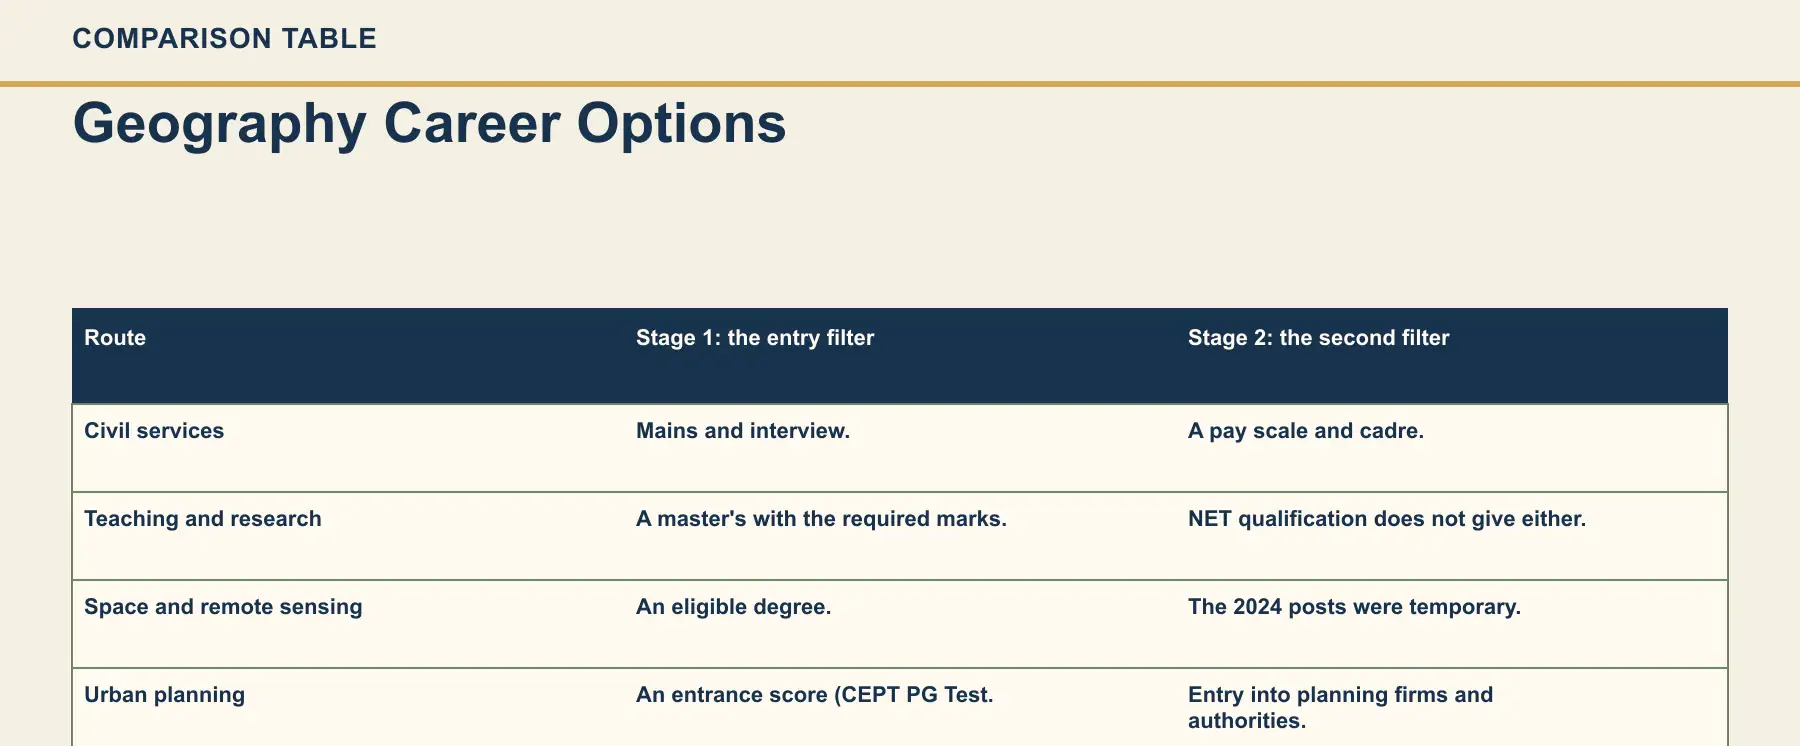 COMPARISON TABLE
Geography Career Options
Route
Stage 1: the entry filter
Stage 2: the second filter
Civil services
Mains and interview.
A pay scale and cadre.
Teaching and research
A master's with the required marks.
NET qualification does not give either.
Space and remote sensing
An eligible degree.
The 2024 posts were temporary.
Urban planning
An entrance score (CEPT PG Test.
Entry into planning firms and
authorities.